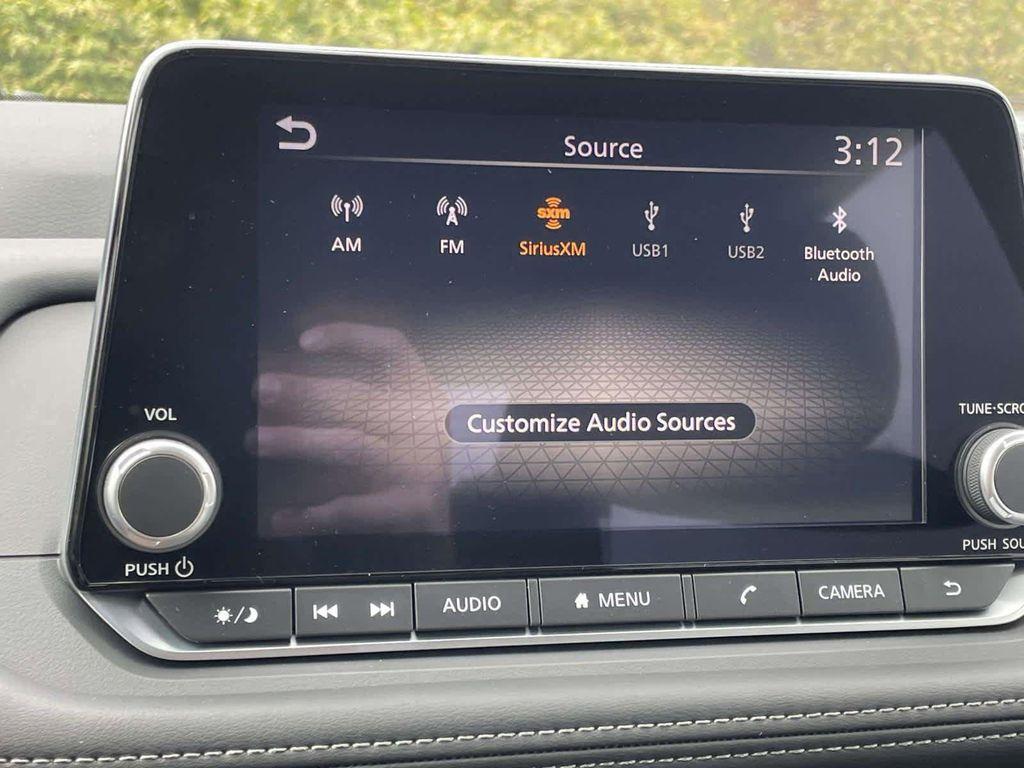 Source
3:12
AM
FM
sxm
SiriusXM
USB1
USB2
Bluetooth
Audio
Customize Audio Sources
VOL
PUSH
TUNE·SCRO
PUSH SOU
AUDIO
MENU
CAMERA